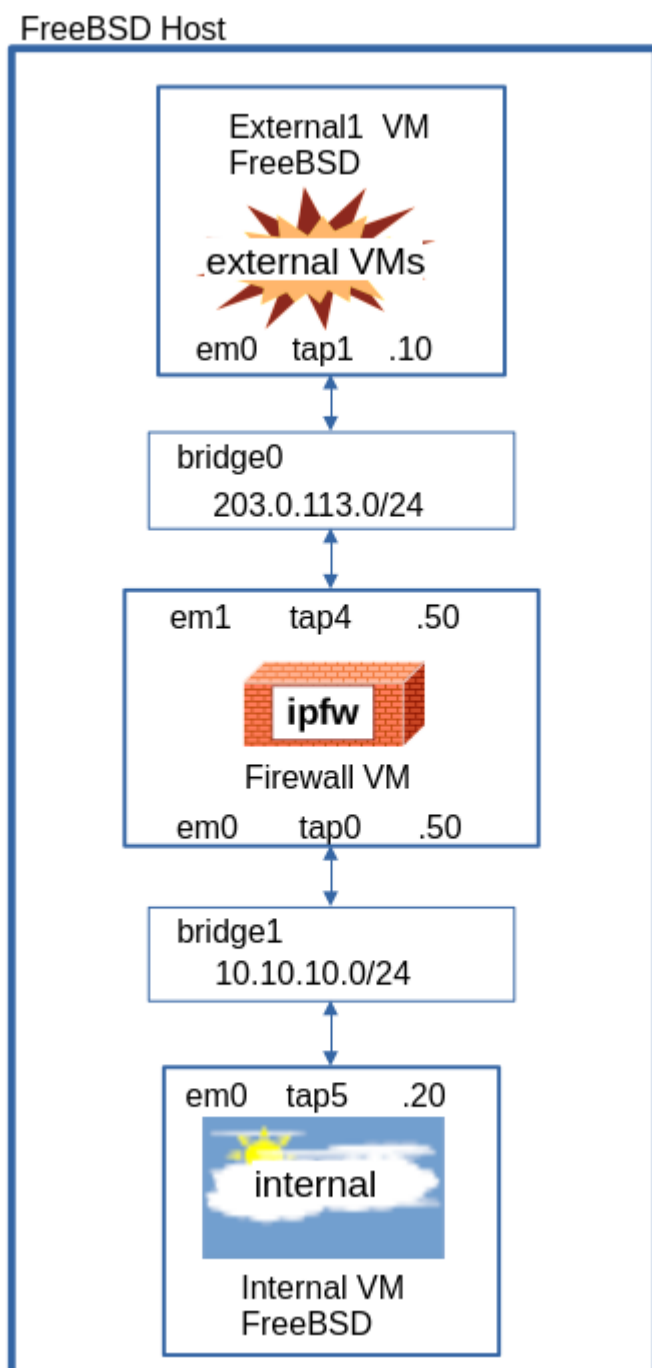 FreeBSD Host
External1 VM
FreeBSD
external VMs
em0 tap1 .10
bridge0
203.0.113.0/24
em1 tap4 .50
ipfw
Firewall VM
em0 tap0 .50
bridge1
10.10.10.0/24
em0 tap5 .20
internal
Internal VM
FreeBSD